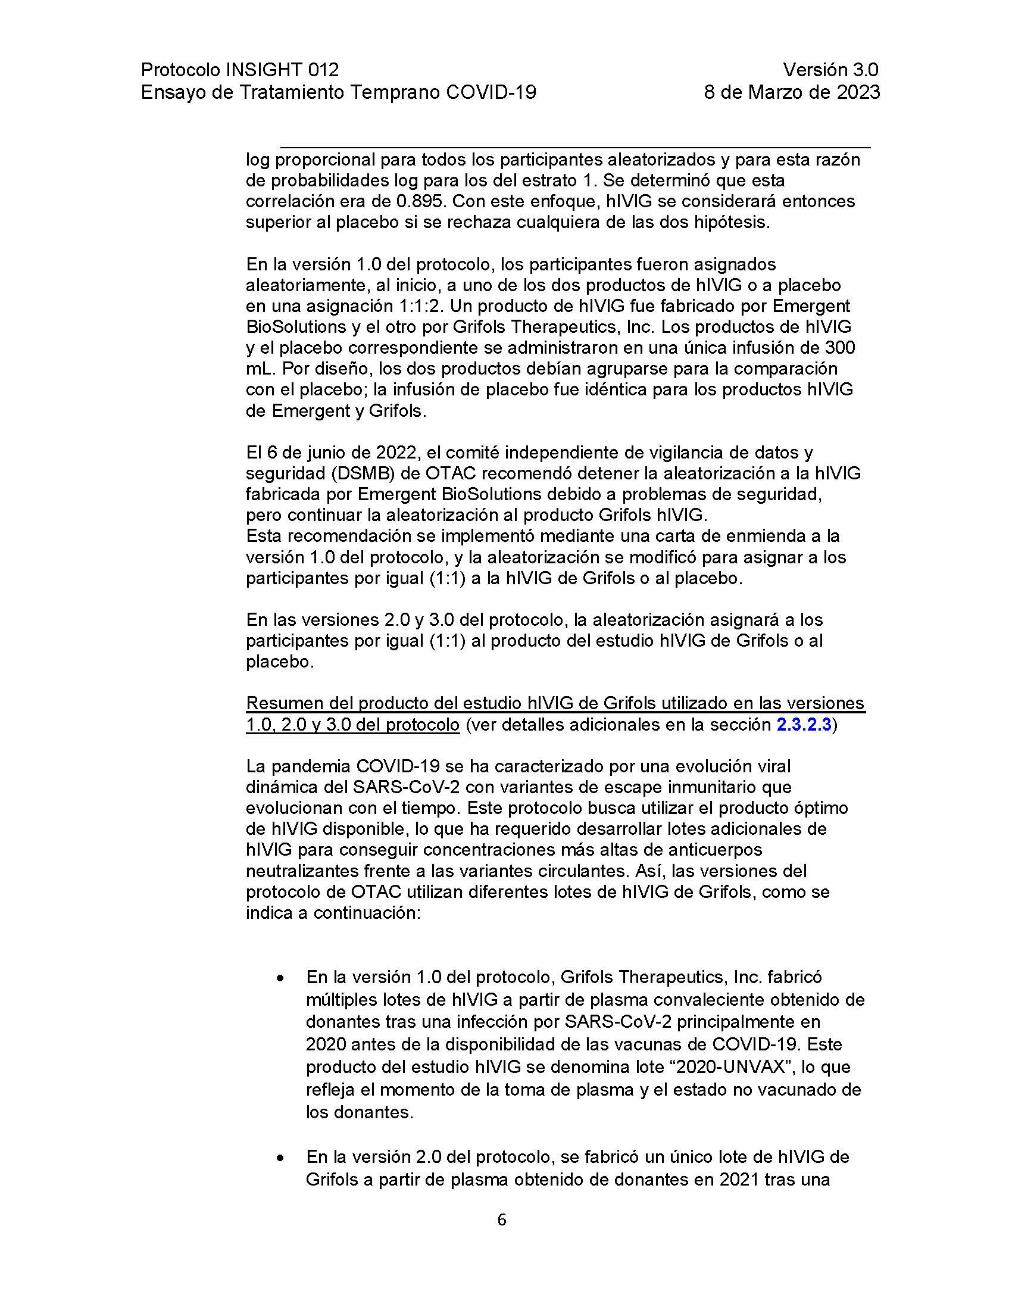 Protocolo INSIGHT 012 Versión 3.0
Ensayo de Tratamiento Temprano COVID-19 8 de Marzo de 2023
log proporcional para todos los participantes aleatorizados y para esta razón
de probabilidades log para los del estrato 1. Se determinó que esta
correlación era de 0.895. Con este enfoque, hIVIG se considerará entonces
superior al placebo si se rechaza cualquiera de las dos hipótesis.
En la versión 1.0 del protocolo, los participantes fueron asignados
aleatoriamente, al inicio, a uno de los dos productos de hIVIG o a placebo
en una asignación 1:1:2. Un producto de hIVIG fue fabricado por Emergent
BioSolutions y el otro por Grifols Therapeutics, Inc. Los productos de hIVIG
y el placebo correspondiente se administraron en una única infusión de 300
mL. Por diseño, los dos productos debían agruparse para la comparación
con el placebo; la infusión de placebo fue idéntica para los productos hIVIG
de Emergent y Grifols.
El 6 de junio de 2022, el comité independiente de vigilancia de datos y
seguridad (DSMB) de OTAC recomendó detener la aleatorización a la hIVIG
fabricada por Emergent BioSolutions debido a problemas de seguridad,
pero continuar la aleatorización al producto Grifols hIVIG.
Esta recomendación se implementó mediante una carta de enmienda a la
versión 1.0 del protocolo, y la aleatorización se modificó para asignar a los
participantes por igual (1:1) a la hIVIG de Grifols o al placebo.
En las versiones 2.0 y 3.0 del protocolo, la aleatorización asignará a los
participantes por igual (1:1) al producto del estudio hIVIG de Grifols o al
placebo.
Resumen del producto del estudio hIVIG de Grifols utilizado en las versiones
1.0, 2.0 y 3.0 del protocolo (ver detalles adicionales en la sección 2.3.2.3)
La pandemia COVID-19 se ha caracterizado por una evolución viral
dinámica del SARS-CoV-2 con variantes de escape inmunitario que
evolucionan con el tiempo. Este protocolo busca utilizar el producto óptimo
de hIVIG disponible, lo que ha requerido desarrollar lotes adicionales de
hIVIG para conseguir concentraciones más altas de anticuerpos
neutralizantes frente a las variantes circulantes. Así, las versiones del
protocolo de OTAC utilizan diferentes lotes de hIVIG de Grifols, como se
indica a continuación:
• En la versión 1.0 del protocolo, Grifols Therapeutics, Inc. fabricó
múltiples lotes de hIVIG a partir de plasma convaleciente obtenido de
donantes tras una infección por SARS-CoV-2 principalmente en
2020 antes de la disponibilidad de las vacunas de COVID-19. Este
producto del estudio hIVIG se denomina lote “2020-UNVAX”, lo que
refleja el momento de la toma de plasma y el estado no vacunado de
los donantes.
• En la versión 2.0 del protocolo, se fabricó un único lote de hIVIG de
Grifols a partir de plasma obtenido de donantes en 2021 tras una
6